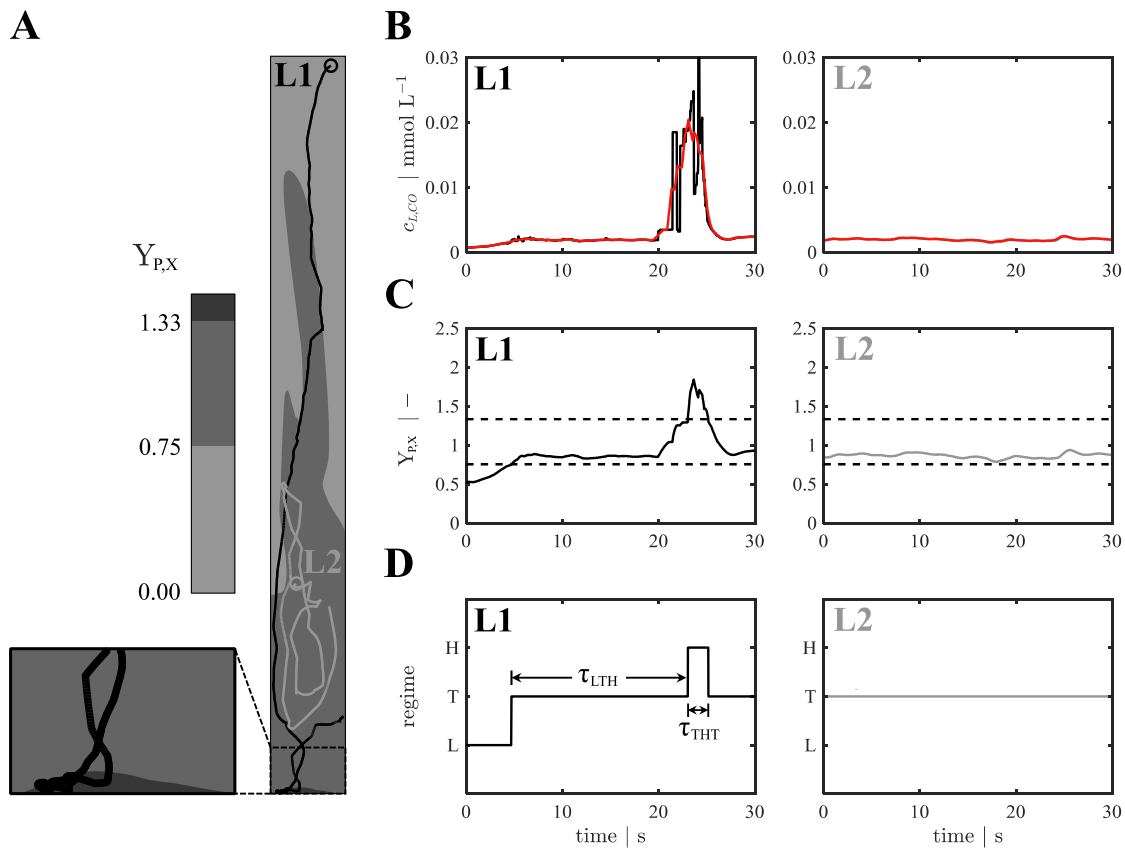 A
L1
L2
Y_P,X
1.33
0.75
0.00
B
c_L,CO | mmol L⁻¹
L1
0.03
0.02
0.01
0
0 10 20 30
L2
0.03
0.02
0.01
0
0 10 20 30
C
Y_P,X | −
L1
2.5
2
1.5
1
0.5
0
0 10 20 30
L2
2.5
2
1.5
1
0.5
0
0 10 20 30
D
regime
L1
H
T
L
τ_LTH
τ_THT
0 10 20 30
time | s
L2
H
T
L
0 10 20 30
time | s